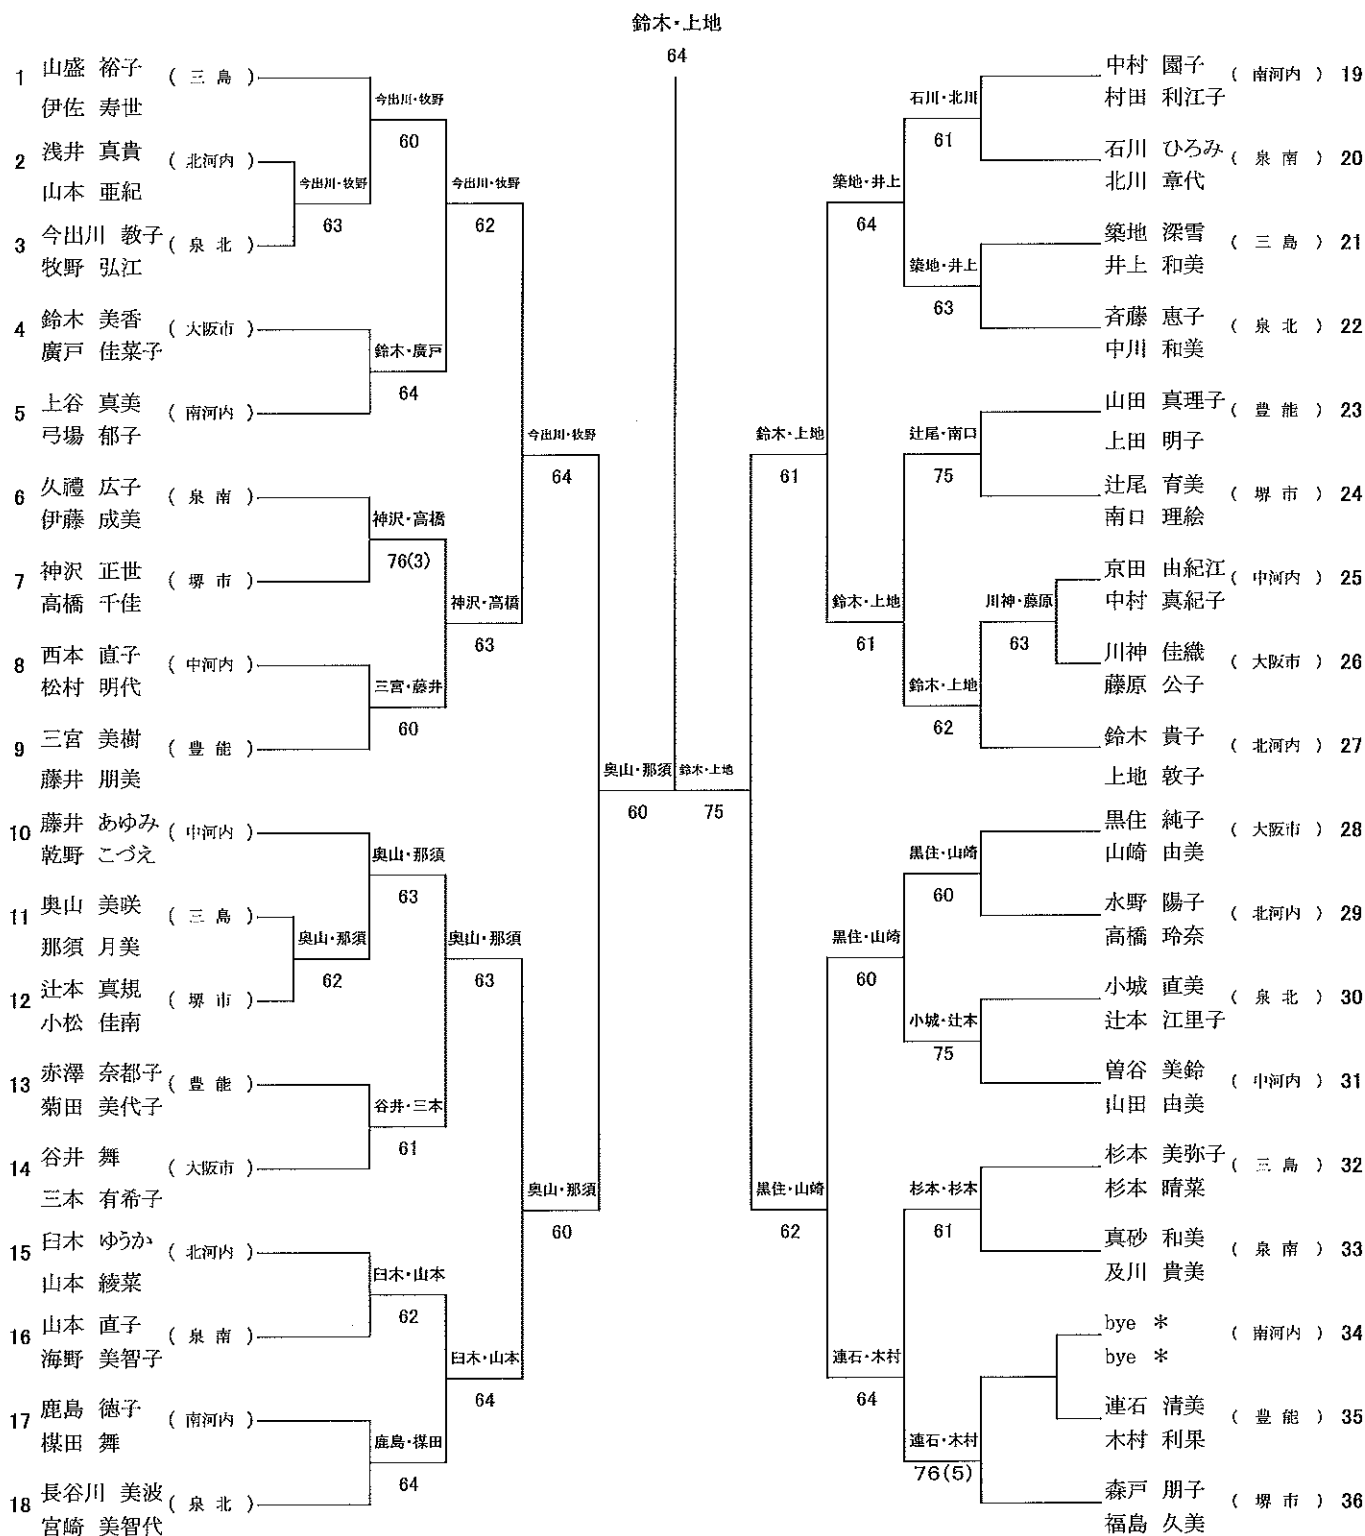 鈴木・上地
64
1 山盛 裕子 ( 三 島 )
伊佐 寿世
2 浅井 真貴 ( 北河内 )
山本 亜紀
3 今出川 教子 ( 泉 北 )
牧野 弘江
4 鈴木 美香 ( 大阪市 )
廣戸 佳菜子
5 上谷 真美 ( 南河内 )
弓場 郁子
6 久禮 広子 ( 泉 南 )
伊藤 成美
7 神沢 正世 ( 堺 市 )
高橋 千佳
8 西本 直子 ( 中河内 )
松村 明代
9 三宮 美樹 ( 豊 能 )
藤井 朋美
10 藤井 あゆみ ( 中河内 )
乾野 こづえ
11 奥山 美咲 ( 三 島 )
那須 月美
12 辻本 真規 ( 堺 市 )
小松 佳南
13 赤澤 奈都子 ( 豊 能 )
菊田 美代子
14 谷井 舞 ( 大阪市 )
三本 有希子
15 臼木 ゆうか ( 北河内 )
山本 綾菜
16 山本 直子 ( 泉 南 )
海野 美智子
17 鹿島 徳子 ( 南河内 )
楳田 舞
18 長谷川 美波 ( 泉 北 )
宮崎 美智代
今出川・牧野
63
奥山・那須
62
今出川・牧野
60
鈴木・廣戸
64
神沢・高橋
76(3)
三宮・藤井
60
奥山・那須
63
谷井・三本
61
臼木・山本
62
鹿島・楳田
64
今出川・牧野
62
神沢・高橋
63
奥山・那須
63
臼木・山本
64
今出川・牧野
64
奥山・那須
60
奥山・那須
60
鈴木・上地
75
鈴木・上地
61
黒住・山崎
62
築地・井上
64
鈴木・上地
61
黒住・山崎
60
連石・木村
64
石川・北川
61
築地・井上
63
辻尾・南口
75
鈴木・上地
62
黒住・山崎
60
小城・辻本
75
杉本・杉本
61
連石・木村
76(5)
川神・藤原
63
中村 園子 ( 南河内 ) 19
村田 利江子
石川 ひろみ ( 泉 南 ) 20
北川 章代
築地 深雪 ( 三 島 ) 21
井上 和美
斉藤 恵子 ( 泉 北 ) 22
中川 和美
山田 真理子 ( 豊 能 ) 23
上田 明子
辻尾 育美 ( 堺 市 ) 24
南口 理絵
京田 由紀江 ( 中河内 ) 25
中村 真紀子
川神 佳織 ( 大阪市 ) 26
藤原 公子
鈴木 貴子 ( 北河内 ) 27
上地 敦子
黒住 純子 ( 大阪市 ) 28
山崎 由美
水野 陽子 ( 北河内 ) 29
高橋 玲奈
小城 直美 ( 泉 北 ) 30
辻本 江里子
曽谷 美鈴 ( 中河内 ) 31
山田 由美
杉本 美弥子 ( 三 島 ) 32
杉本 晴菜
真砂 和美 ( 泉 南 ) 33
及川 貴美
bye * ( 南河内 ) 34
bye *
連石 清美 ( 豊 能 ) 35
木村 利果
森戸 朋子 ( 堺 市 ) 36
福島 久美